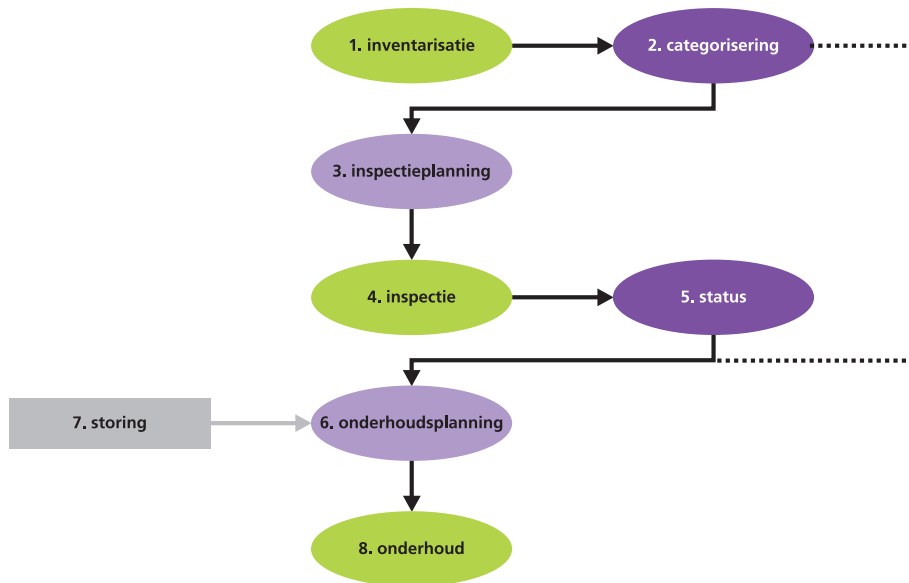 1. inventarisatie
2. categorisering
3. inspectieplanning
4. inspectie
5. status
7. storing
6. onderhoudsplanning
8. onderhoud